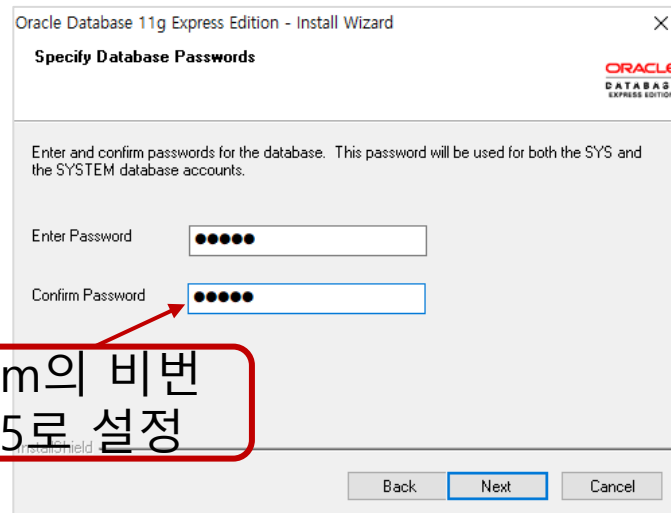 Oracle Database 11g Express Edition - Install Wizard
Specify Database Passwords
ORACLE
DATABASE
EXPRESS EDITION
Enter and confirm passwords for the database. This password will be used for both the SYS and
the SYSTEM database accounts.
Enter Password
Confirm Password
m의 비번
5로 설정
InstallShield
Back Next Cancel